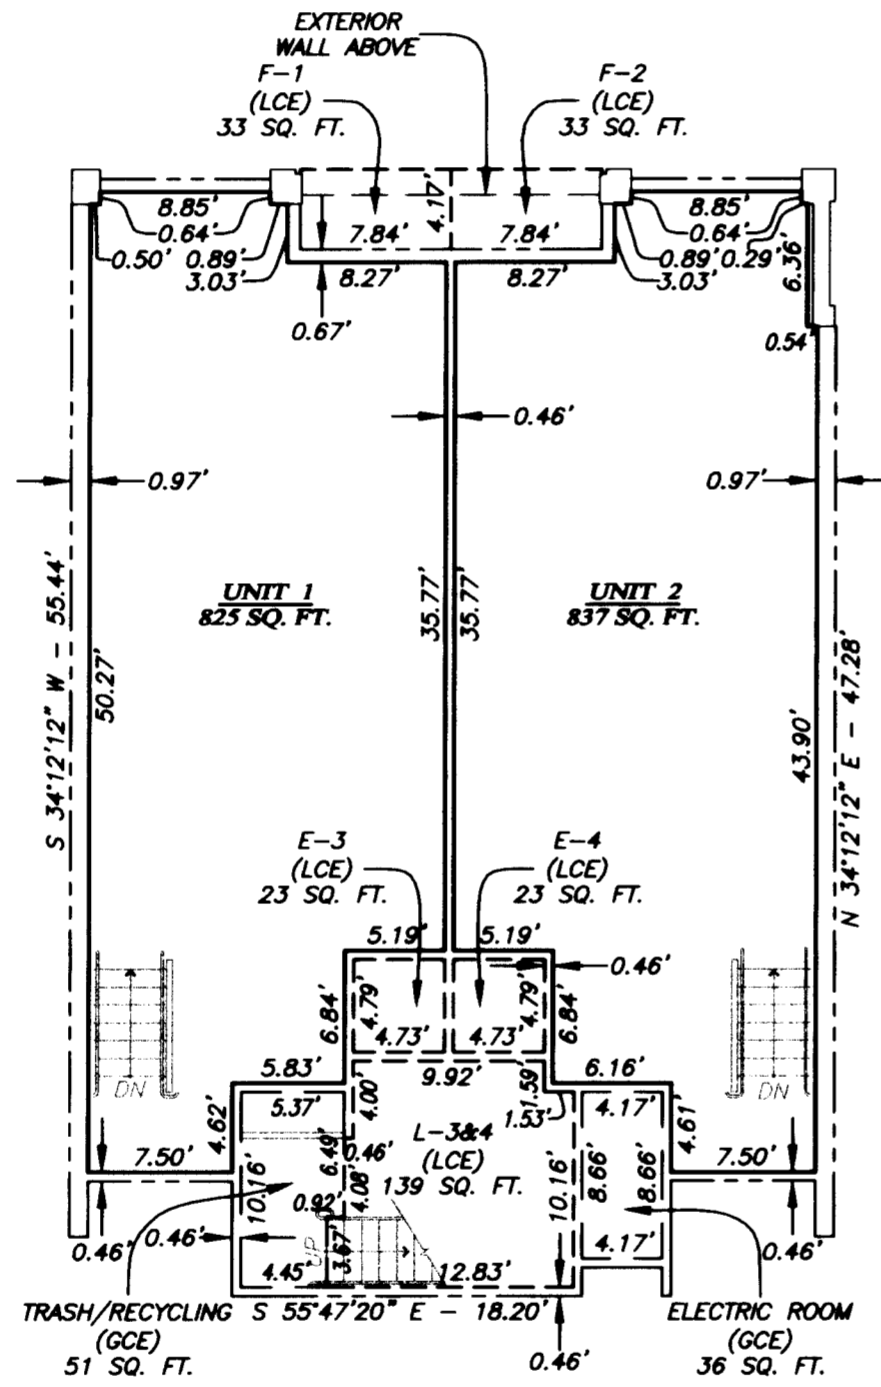 EXTERIOR
WALL ABOVE
F-1
(LCE)
33 SQ. FT.
F-2
(LCE)
33 SQ. FT.
8.85'
0.64'
0.50'
0.89'
3.03'
7.84'
4.17'
7.84'
8.27'
8.27'
0.67'
8.85'
0.64'
0.89'
0.29'
3.03'
6.36'
0.54'
0.46'
0.97'
0.97'
UNIT 1
825 SQ. FT.
UNIT 2
837 SQ. FT.
35.77'
35.77'
S 34°12'12" W - 55.44'
50.27'
43.90'
N 34°12'12" E - 47.28'
E-3
(LCE)
23 SQ. FT.
E-4
(LCE)
23 SQ. FT.
5.19'
5.19'
0.46'
6.84'
4.79'
4.73'
4.73'
4.79'
6.84'
DN
DN
5.83'
5.37'
4.62'
4.00'
9.92'
1.59'
1.53'
6.16'
4.17'
4.61'
7.50'
7.50'
L-3&4
(LCE)
139 SQ. FT.
6.49'
0.46'
4.08'
10.16'
0.92'
UP
3.67'
4.45'
12.83'
10.16'
8.66'
8.66'
4.17'
0.46'
0.46'
0.46'
0.46'
TRASH/RECYCLING
(GCE)
51 SQ. FT.
S 55°47'20" E - 18.20'
ELECTRIC ROOM
(GCE)
36 SQ. FT.